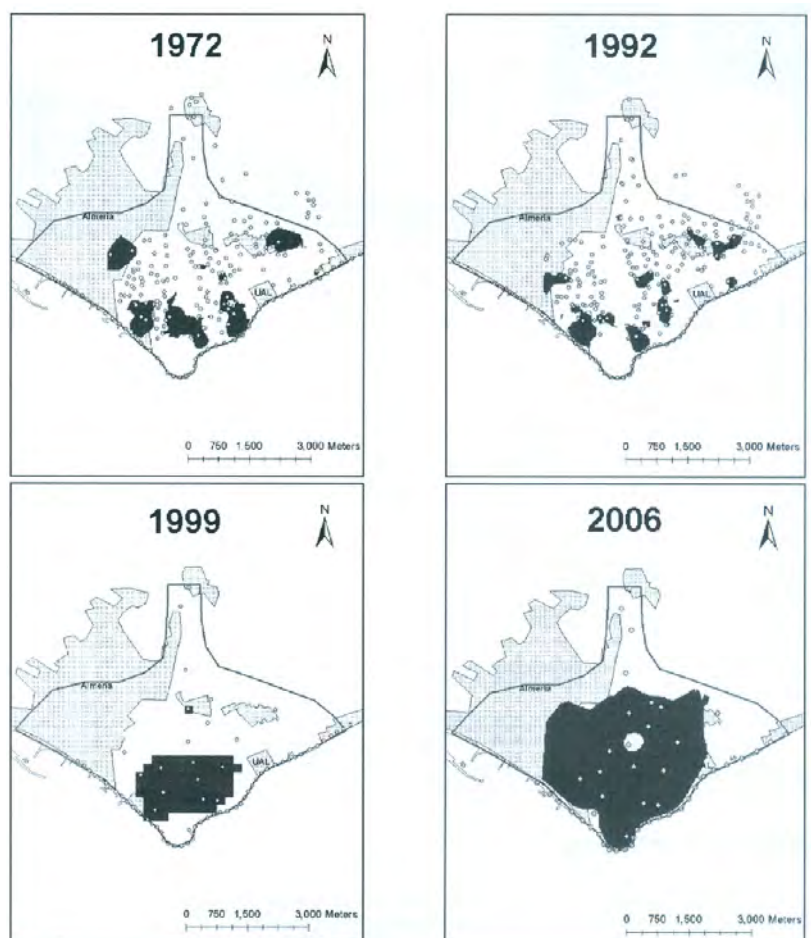 1972
N
Almeria
UAL
0 750 1,500 3,000 Meters
1992
N
Almería
UAL
0 750 1,500 3,000 Meters
1999
N
Almería
UAL
0 750 1,500 3,000 Meters
2006
N
Almería
0 750 1,500 3,000 Meters